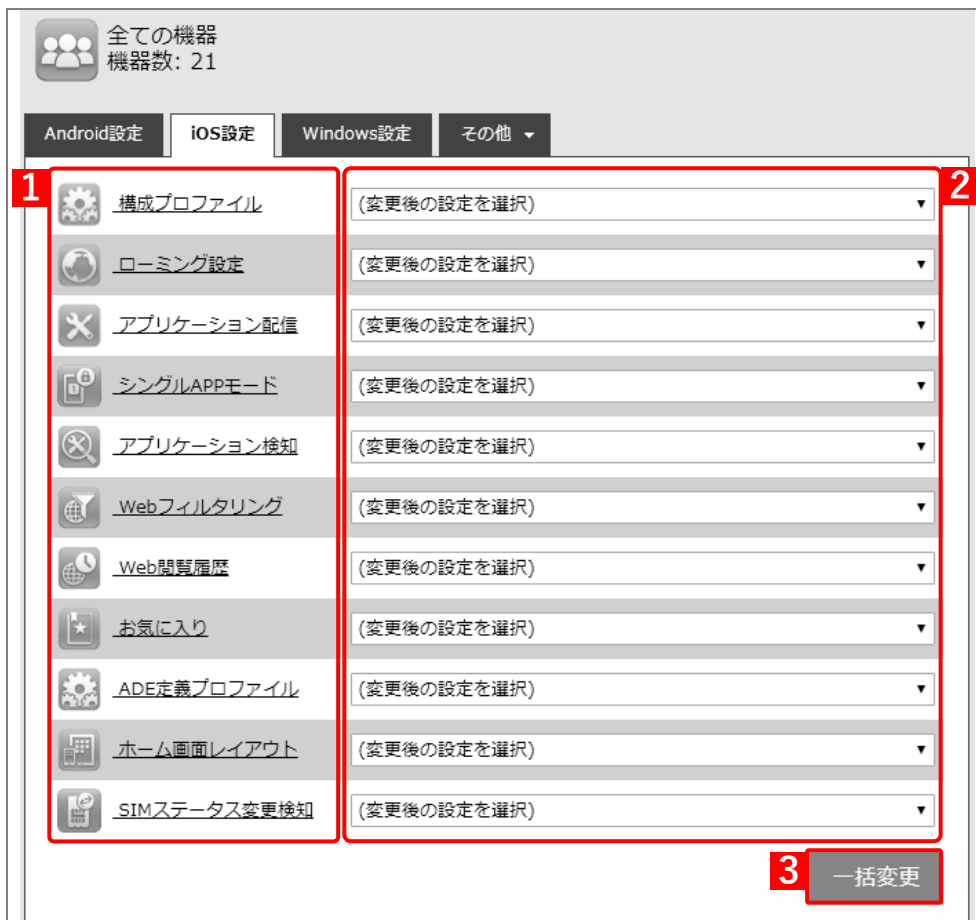 全ての機器
機器数: 21
Android設定 iOS設定 Windows設定 その他
1 2
構成プロファイル (変更後の設定を選択)
ローミング設定 (変更後の設定を選択)
アプリケーション配信 (変更後の設定を選択)
シングルAPPモード (変更後の設定を選択)
アプリケーション検知 (変更後の設定を選択)
Webフィルタリング (変更後の設定を選択)
Web閲覧履歴 (変更後の設定を選択)
お気に入り (変更後の設定を選択)
ADE定義プロファイル (変更後の設定を選択)
ホーム画面レイアウト (変更後の設定を選択)
SIMステータス変更検知 (変更後の設定を選択)
3 一括変更